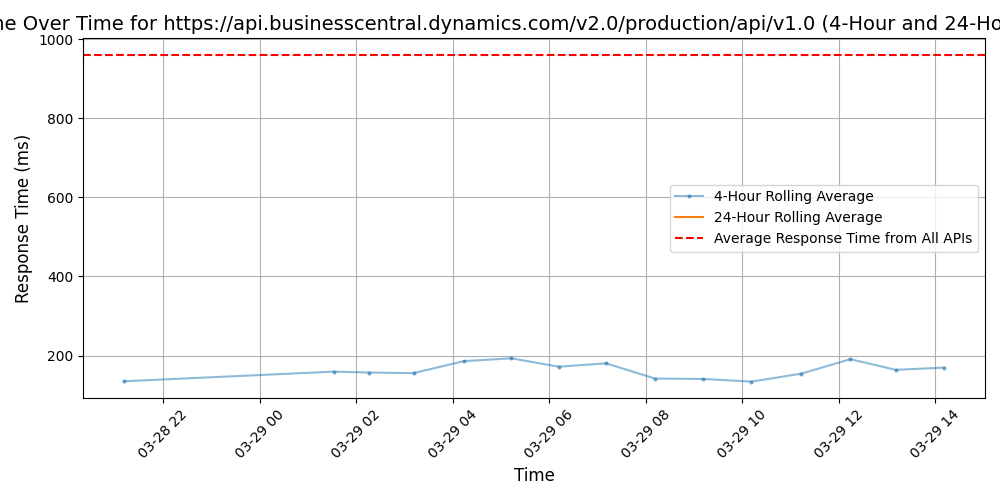 Over Time for https://api.businesscentral.dynamics.com/v2.0/production/api/v1.0 (4-Hour and
1000
800
600
400
200
Response Time (ms)
4-Hour Rolling Average
24-Hour Rolling Average
Average Response Time from All APIs
03-28 22
03-29 00
03-29 02
03-29 04
03-29 06
03-29 08
03-29 10
03-29 12
03-29 14
Time